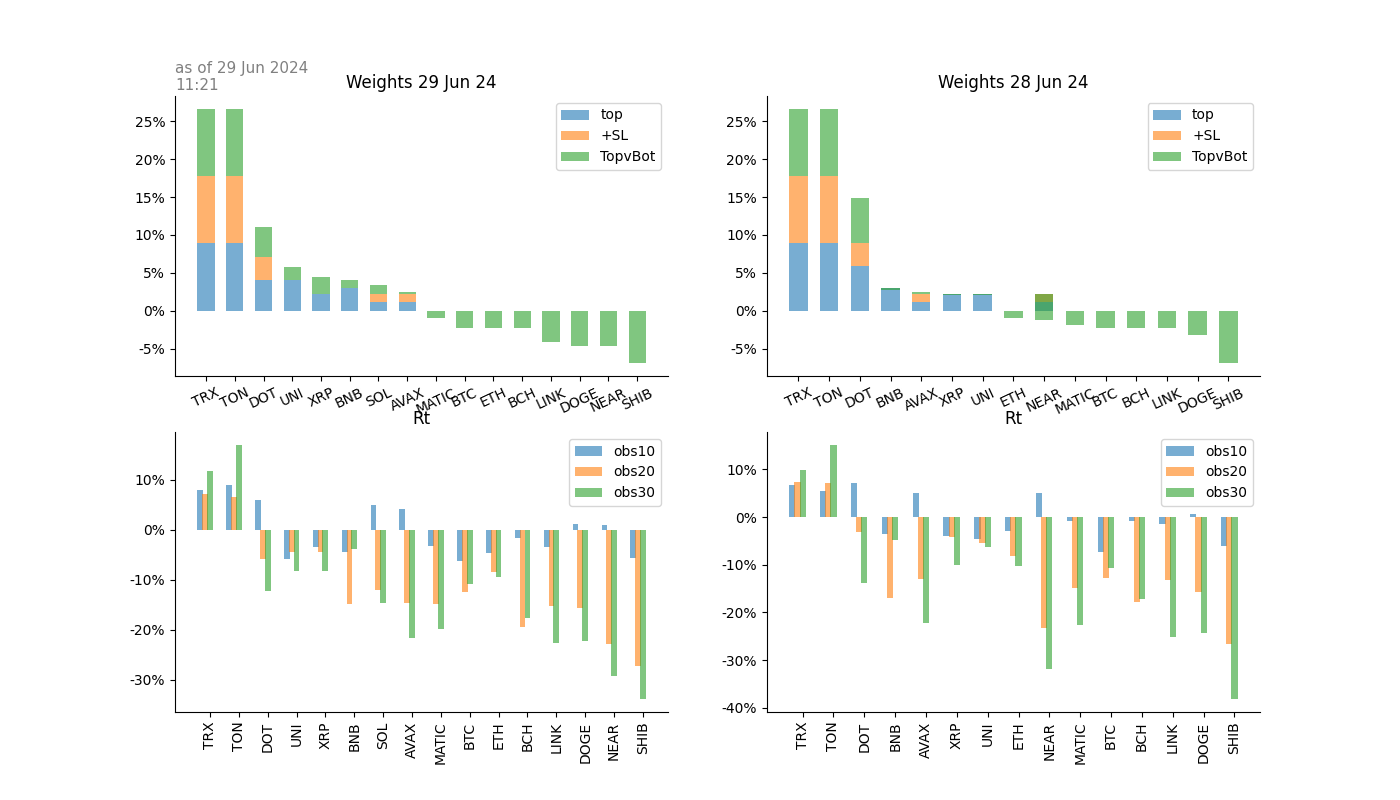 as of 29 Jun 2024
11:21
Weights 29 Jun 24
25%
20%
15%
10%
5%
0%
-5%
top
+SL
TopvBot
TRX TON DOT UNI XRP BNB SOL AVAX MATIC BTC ETH BCH LINK DOGE NEAR SHIB
Weights 28 Jun 24
25%
20%
15%
10%
5%
0%
-5%
top
+SL
TopvBot
TRX TON DOT BNB AVAX XRP UNI ETH NEAR MATIC BTC BCH LINK DOGE SHIB
Rt
10%
0%
-10%
-20%
-30%
obs10
obs20
obs30
TRX TON DOT UNI XRP BNB SOL AVAX MATIC BTC ETH BCH LINK DOGE NEAR SHIB
Rt
10%
0%
-10%
-20%
-30%
-40%
obs10
obs20
obs30
TRX TON DOT BNB AVAX XRP UNI ETH NEAR MATIC BTC BCH LINK DOGE SHIB